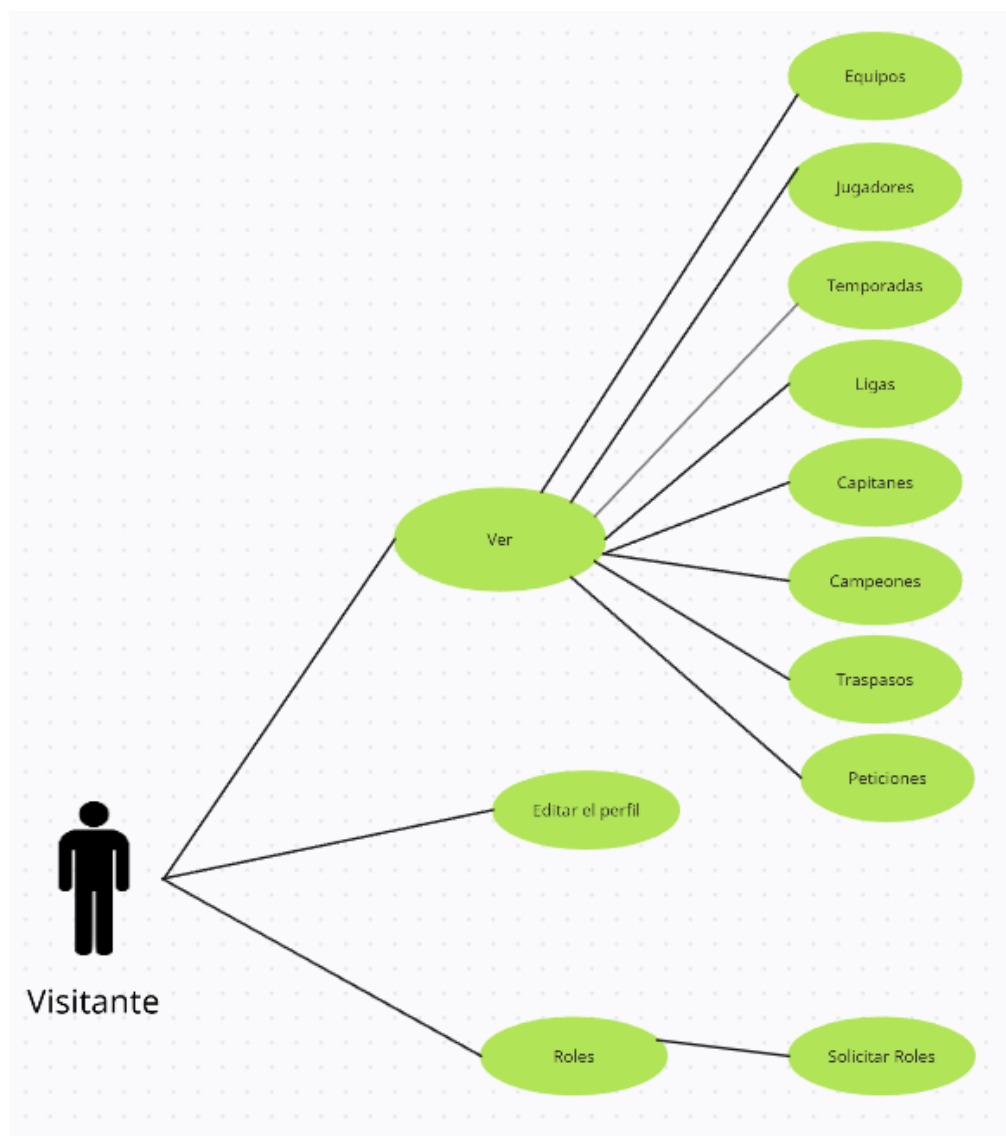 Equipos
Jugadores
Temporadas
Ligas
Capitanes
Ver
Campeones
Traspasos
Peticiones
Editar el perfil
Visitante
Roles
Solicitar Roles